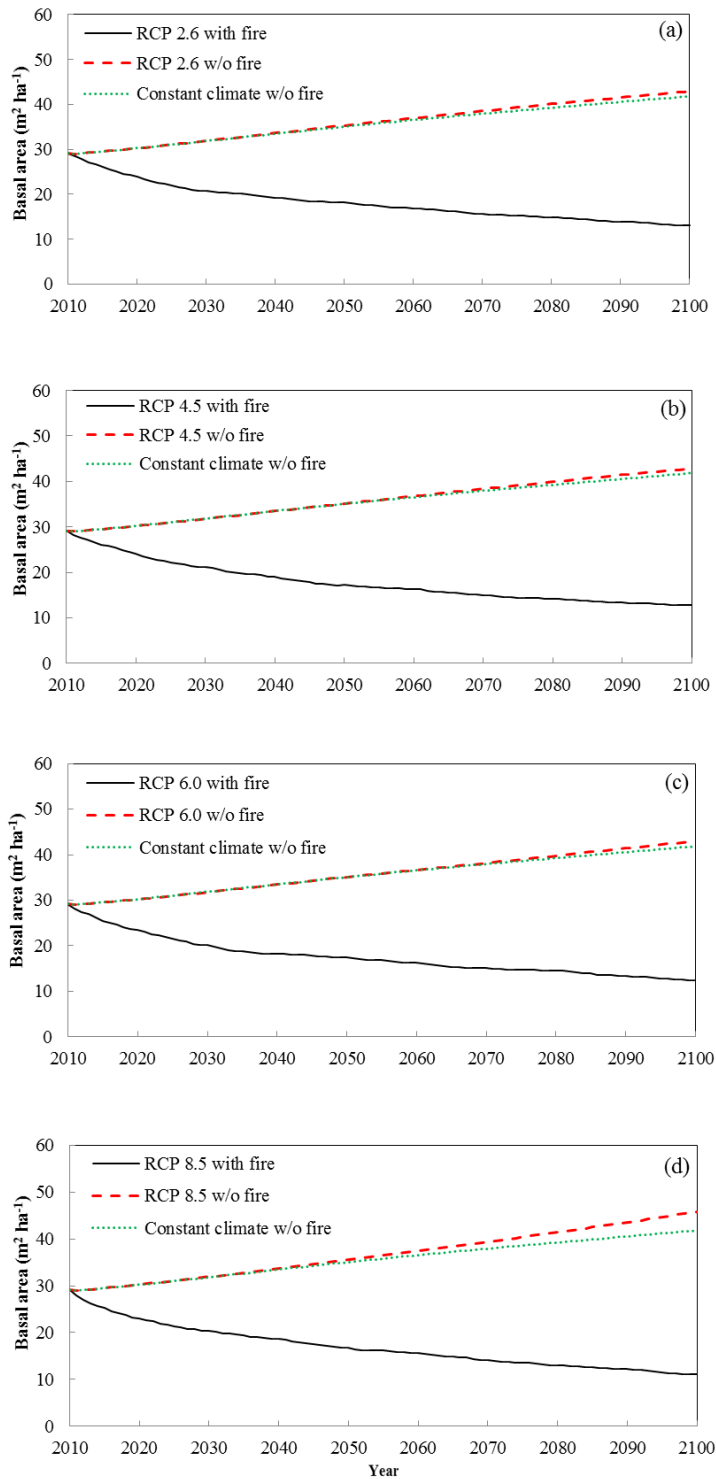 60
(a)
RCP 2.6 with fire
50
RCP 2.6 w/o fire
40
Constant climate w/o fire
30
20
10
0
Basal area (m² ha⁻¹)
2010 2020 2030 2040 2050 2060 2070 2080 2090 2100
60
(b)
RCP 4.5 with fire
50
RCP 4.5 w/o fire
40
Constant climate w/o fire
30
20
10
0
Basal area (m² ha⁻¹)
2010 2020 2030 2040 2050 2060 2070 2080 2090 2100
60
(c)
RCP 6.0 with fire
50
RCP 6.0 w/o fire
40
Constant climate w/o fire
30
20
10
0
Basal area (m² ha⁻¹)
2010 2020 2030 2040 2050 2060 2070 2080 2090 2100
60
(d)
RCP 8.5 with fire
50
RCP 8.5 w/o fire
40
Constant climate w/o fire
30
20
10
0
Basal area (m² ha⁻¹)
2010 2020 2030 2040 2050 2060 2070 2080 2090 2100
Year